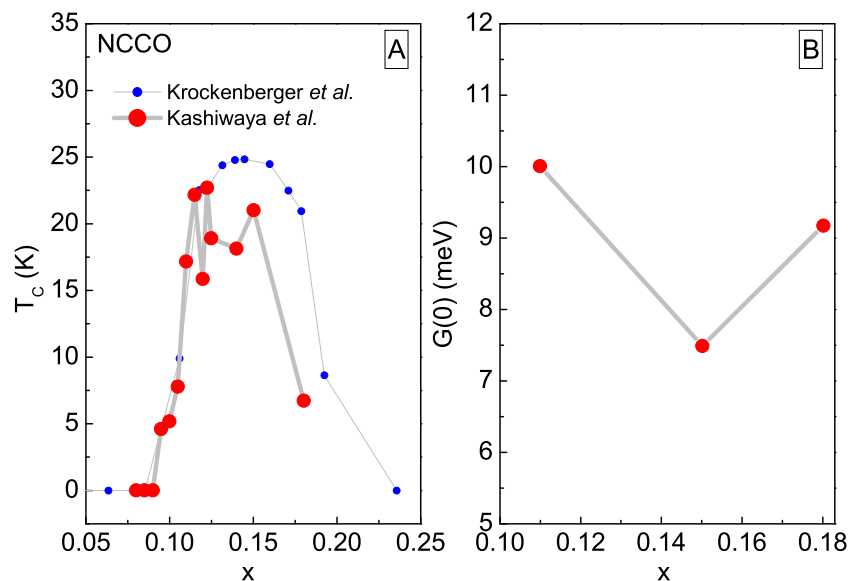 NCCO
A
Krockenberger et al.
Kashiwaya et al.
35
30
25
20
15
10
5
0
T_C (K)
0.05 0.10 0.15 0.20 0.25
x
B
12
11
10
9
8
7
6
5
G(0) (meV)
0.10 0.12 0.14 0.16 0.18
x